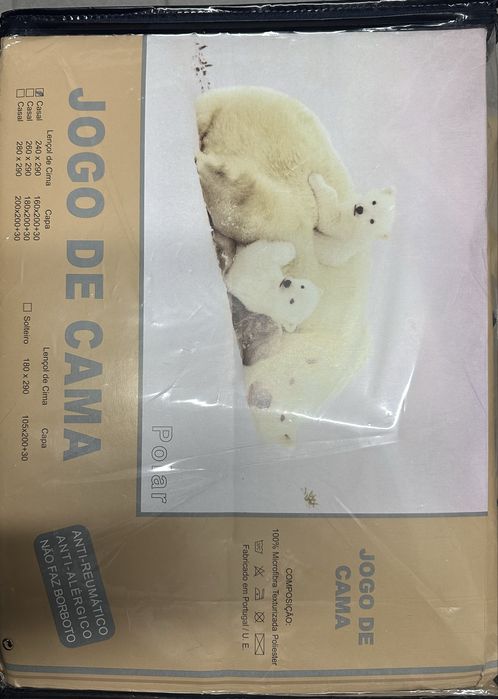 JOGO DE CAMA
Polar
Lençol de Cima Capa
Casal 240 x 290 160x200+30
Casal 260 x 290 180x200+30
Casal 280 x 290 200x200+30
Lençol de Cima Capa
Solteiro 180 x 290 105x200+30
ANTI-REUMÁTICO
ANTI-ALÉRGICO
NÃO FAZ BORBOTO
JOGO DE
CAMA
COMPOSIÇÃO:
100% Microfibra Texturizada Poliester
Fabricado em Portugal / U. E.